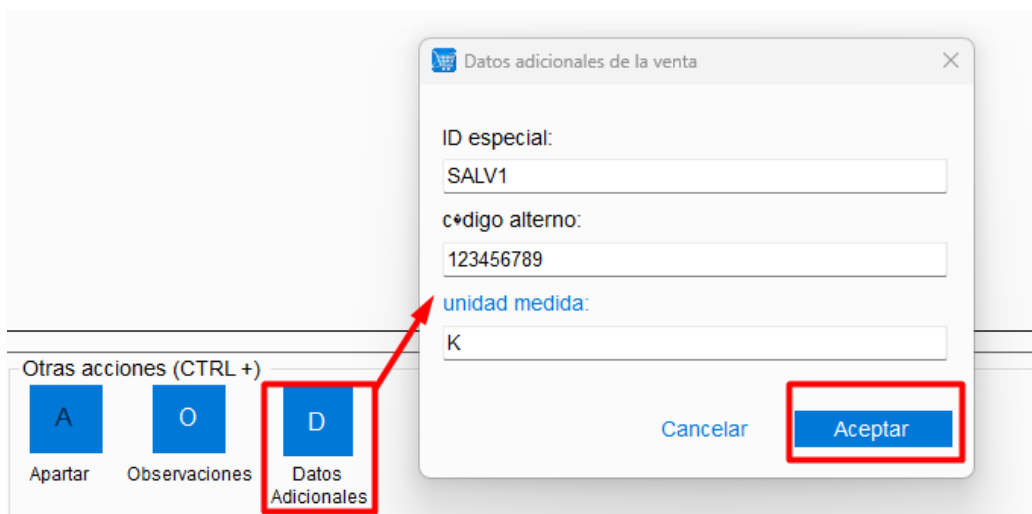 Datos adicionales de la venta
ID especial:
SALV1
c�digo alterno:
123456789
unidad medida:
K
Cancelar
Aceptar
Otras acciones (CTRL +)
A
O
D
Apartar
Observaciones
Datos
Adicionales